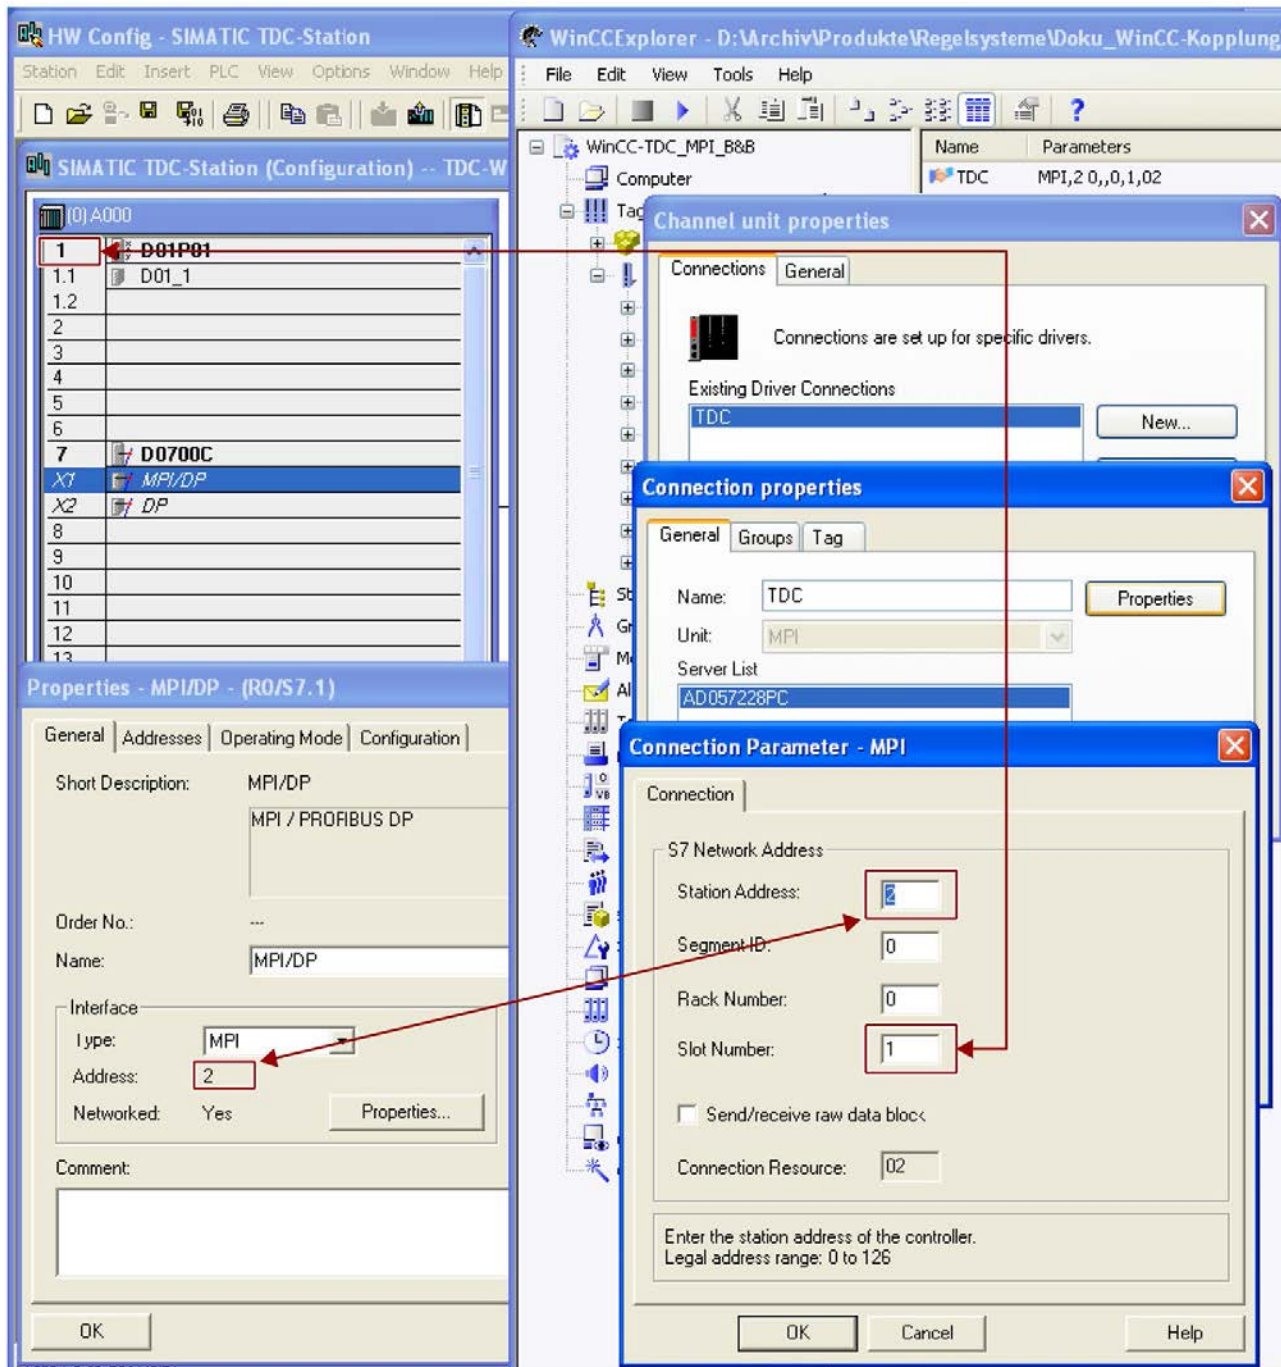 HW Config - SIMATIC TDC-Station
Station Edit Insert PLC View Options Window Help
SIMATIC TDC-Station (Configuration) -- TDC-W
(0) A000
1 D01P01
1.1 D01_1
1.2
2
3
4
5
6
7 D0700C
X1 MPI/DP
X2 DP
8
9
10
11
12
13
Properties - MPI/DP - (R0/S7.1)
General Addresses Operating Mode Configuration
Short Description: MPI/DP
MPI / PROFIBUS DP
Order No.: ---
Name: MPI/DP
Interface
Type: MPI
Address: 2
Networked: Yes Properties...
Comment:
OK
WinCCExplorer - D:\Archiv\Produkte\Regelsysteme\Doku_WinCC-Kopplung
File Edit View Tools Help
WinCC-TDC_MPI_B&B
Computer
Tag
St
Gr
Al
Name Parameters
TDC MPI,2 0,,0,1,02
Channel unit properties
Connections General
Connections are set up for specific drivers.
Existing Driver Connections
TDC
New...
Connection properties
General Groups Tag
Name: TDC Properties
Unit: MPI
Server List
AD057228PC
Connection Parameter - MPI
Connection
S7 Network Address
Station Address: 2
Segment ID: 0
Rack Number: 0
Slot Number: 1
Send/receive raw data block
Connection Resource: 02
Enter the station address of the controller.
Legal address range: 0 to 126
OK Cancel Help